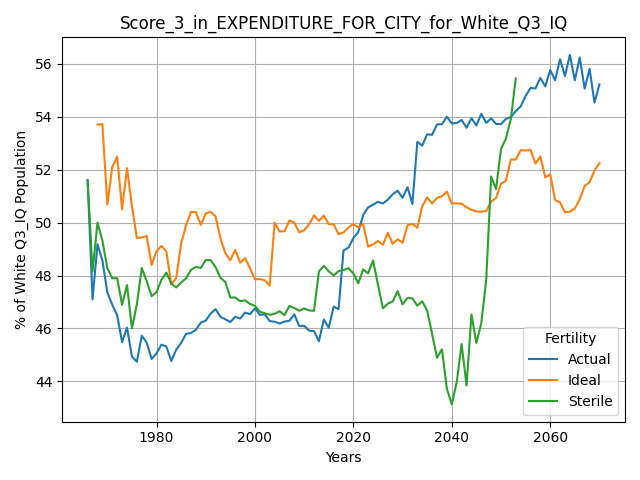 Score_3_in_EXPENDITURE_FOR_CITY_for_White_Q3_IQ
% of White Q3_IQ Population
56
54
52
50
48
46
44
1980
2000
2020
2040
2060
Years
Fertility
Actual
Ideal
Sterile